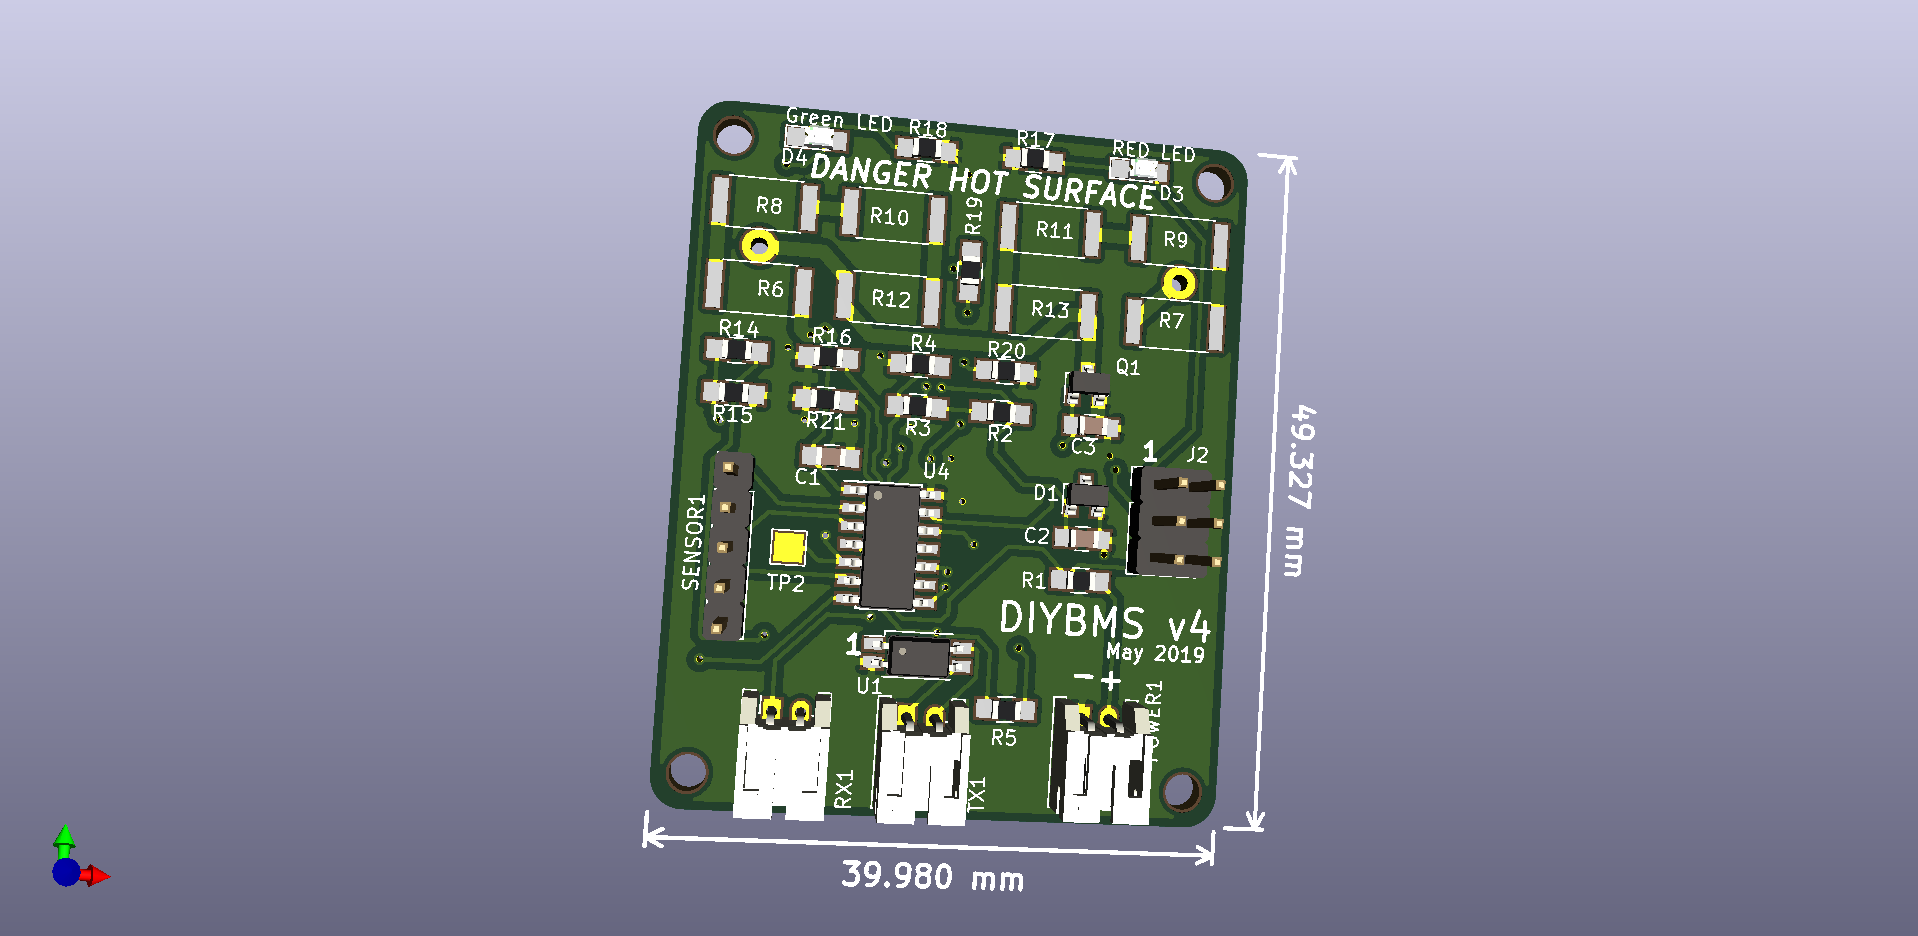 Green LED
R18
R17
RED LED
D4
DANGER HOT SURFACE
D3
R8
R10
R19
R11
R9
R6
R12
R13
R7
R14
R16
R4
R20
Q1
R15
R21
R3
R2
C3
1
J2
C1
U4
D1
SENSOR1
C2
TP2
R1
DIYBMS v4
May 2019
1
U1
- +
R5
RX1
TX1
49.327 mm
39.980 mm